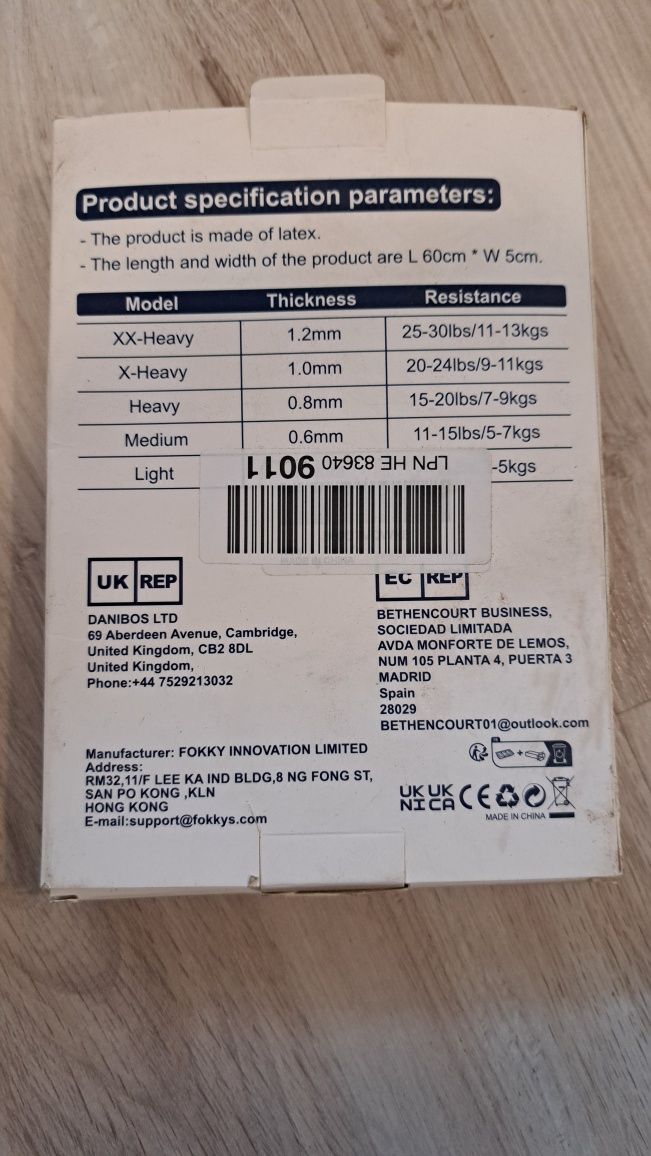 Product specification parameters:
- The product is made of latex.
- The length and width of the product are L 60cm * W 5cm.
Model Thickness Resistance
XX-Heavy 1.2mm 25-30lbs/11-13kgs
X-Heavy 1.0mm 20-24lbs/9-11kgs
Heavy 0.8mm 15-20lbs/7-9kgs
Medium 0.6mm 11-15lbs/5-7kgs
Light -5kgs
LPN HE 83640 9011
MADE IN CHINA
UK REP
DANIBOS LTD
69 Aberdeen Avenue, Cambridge,
United Kingdom, CB2 8DL
United Kingdom,
Phone:+44 7529213032
EC REP
BETHENCOURT BUSINESS,
SOCIEDAD LIMITADA
AVDA MONFORTE DE LEMOS,
NUM 105 PLANTA 4, PUERTA 3
MADRID
Spain
28029
BETHENCOURT01@outlook.com
Manufacturer: FOKKY INNOVATION LIMITED
Address:
RM32,11/F LEE KA IND BLDG,8 NG FONG ST,
SAN PO KONG ,KLN
HONG KONG
E-mail:support@fokkys.com
UK UK CE
NI CA
MADE IN CHINA